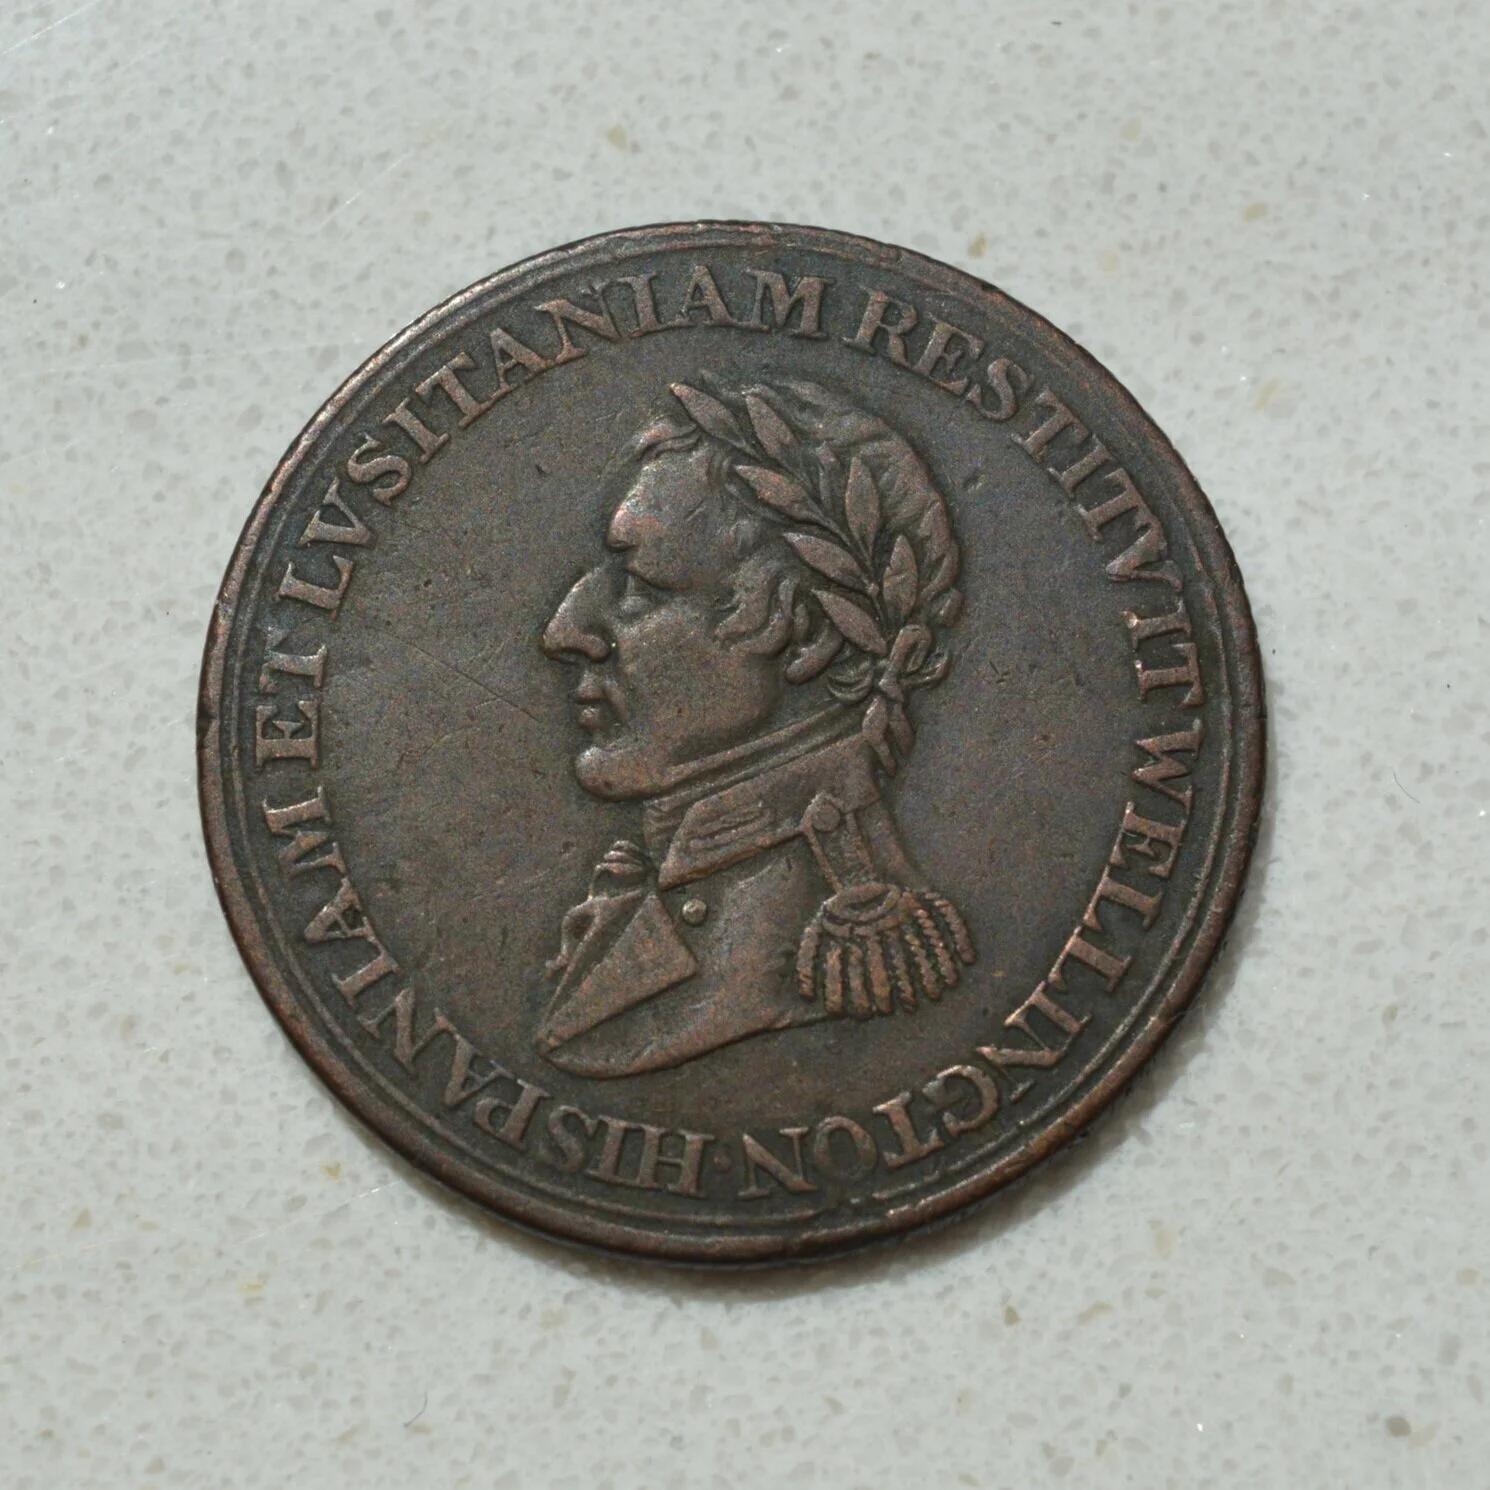 HISPANIAM ET LVSITANIAM RESTITVIT WELLINGTON ·